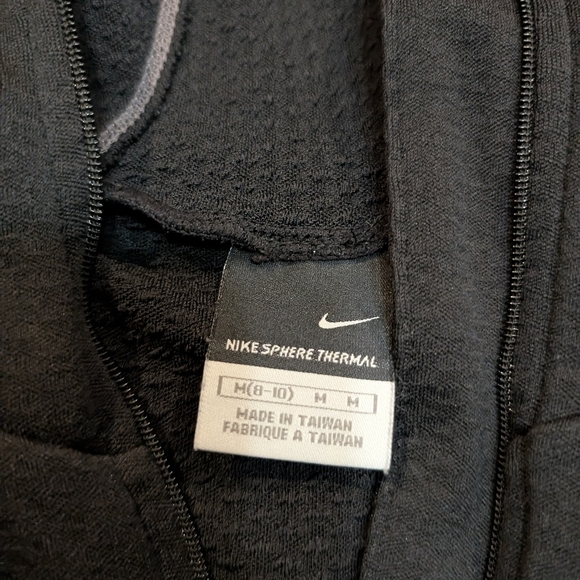 NIKE SPHERE THERMAL
M(8-10) M M
MADE IN TAIWAN
FABRIQUE A TAIWAN